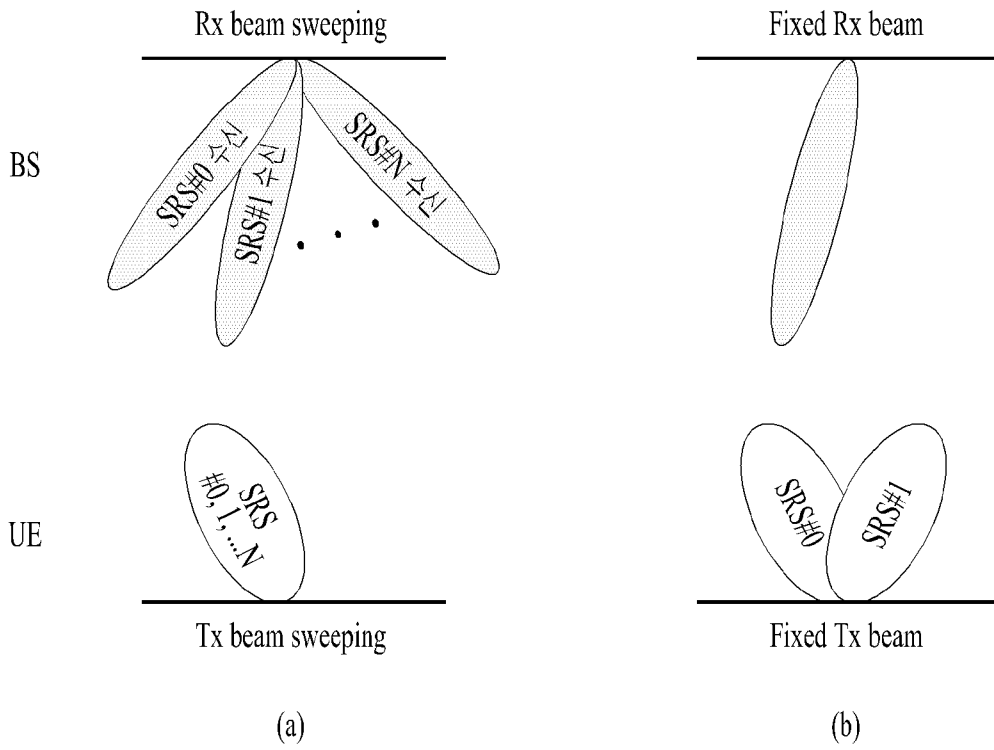 Rx beam sweeping
Fixed Rx beam
BS
SRS#0 수신
SRS#1 수신
SRS#N 수신
UE
SRS
#0, 1, ...N
SRS#0
SRS#1
Tx beam sweeping
Fixed Tx beam
(a)
(b)